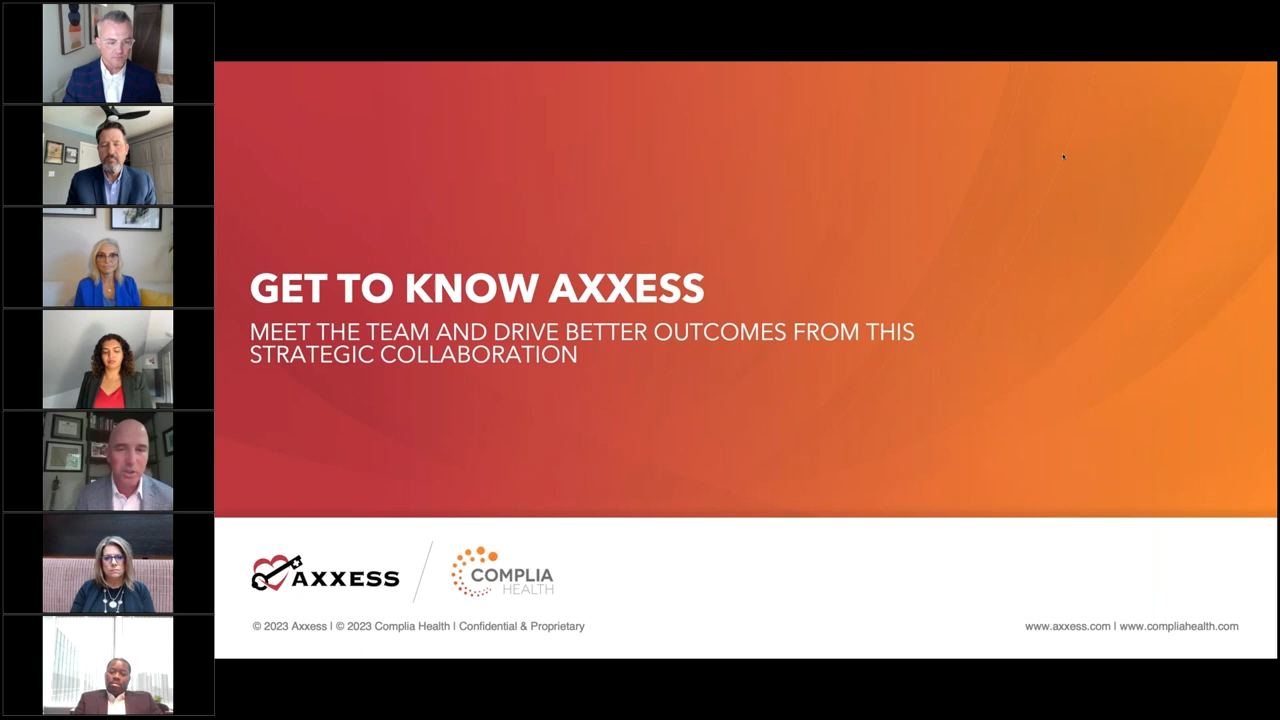 GET TO KNOW AXXESS
MEET THE TEAM AND DRIVE BETTER OUTCOMES FROM THIS
STRATEGIC COLLABORATION
AXXESS
COMPLIA
HEALTH
© 2023 Axxess | © 2023 Complia Health | Confidential & Proprietary
www.axxess.com | www.compliahealth.com